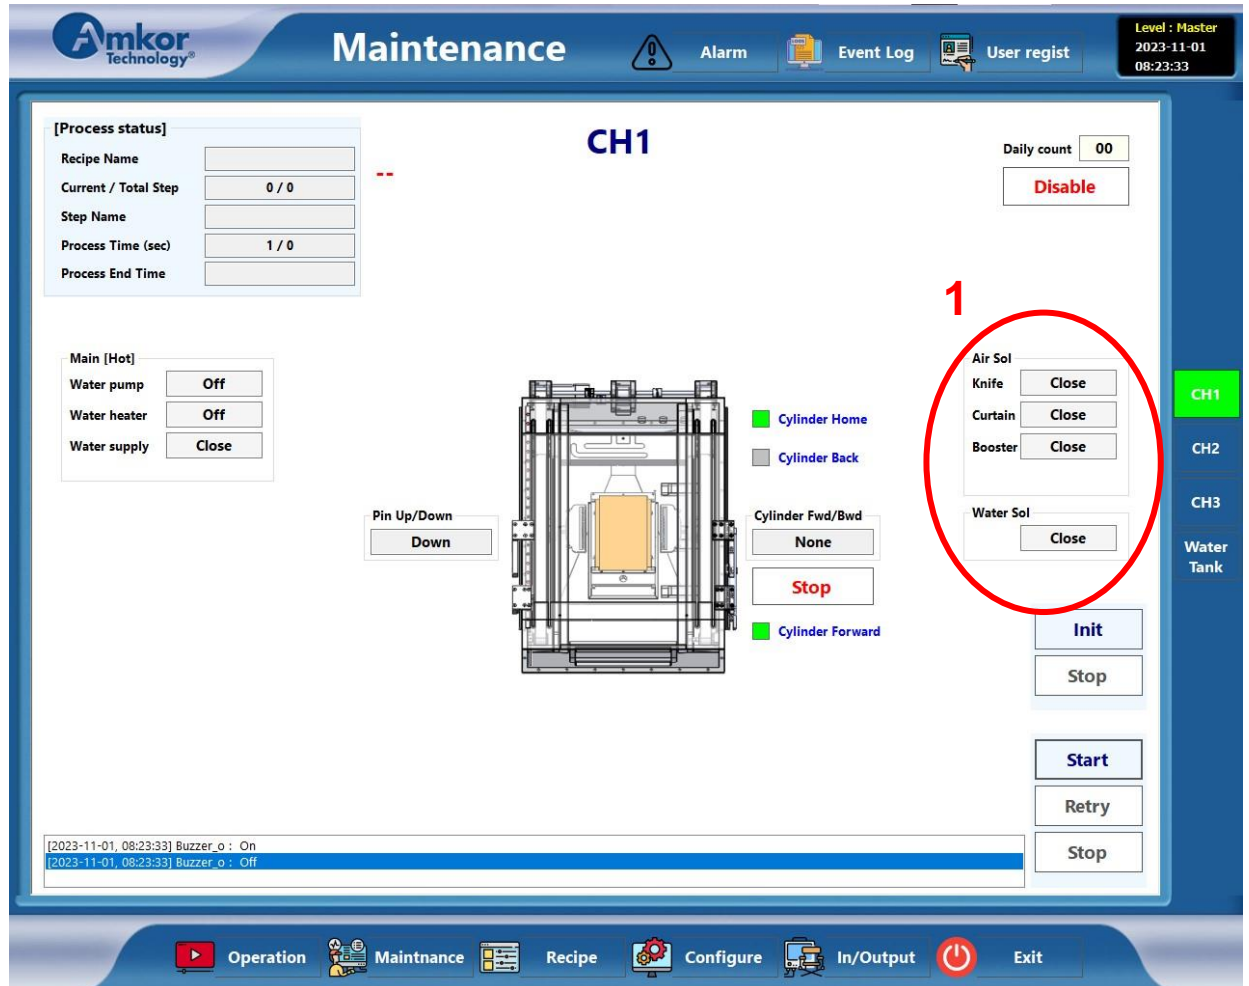 Amkor
Technology®
Maintenance
Alarm
Event Log
User regist
Level : Master
2023-11-01
08:23:33
[Process status]
Recipe Name
Current / Total Step 0 / 0
Step Name
Process Time (sec) 1 / 0
Process End Time
--
CH1
Daily count 00
Disable
1
Main [Hot]
Water pump Off
Water heater Off
Water supply Close
Pin Up/Down
Down
Cylinder Home
Cylinder Back
Cylinder Fwd/Bwd
None
Stop
Cylinder Forward
Air Sol
Knife Close
Curtain Close
Booster Close
Water Sol
Close
CH1
CH2
CH3
Water
Tank
Init
Stop
Start
Retry
Stop
[2023-11-01, 08:23:33] Buzzer_o : On
[2023-11-01, 08:23:33] Buzzer_o : Off
Operation
Maintnance
Recipe
Configure
In/Output
Exit